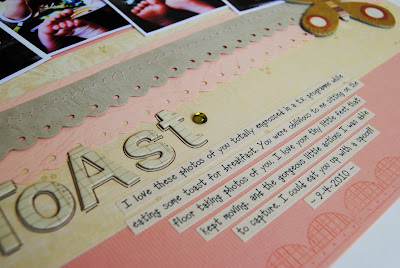 ToAst
I love these photos of you totally engrossed in a t.v. programme while
eating some toast for breakfast. You were oblivious to me sitting on the
floor taking photos of you. I love your tiny little feet that
kept moving, and the gorgeous little actions I was able
to capture. I could eat you up with a spoon!!
~ 9-4-2010 ~